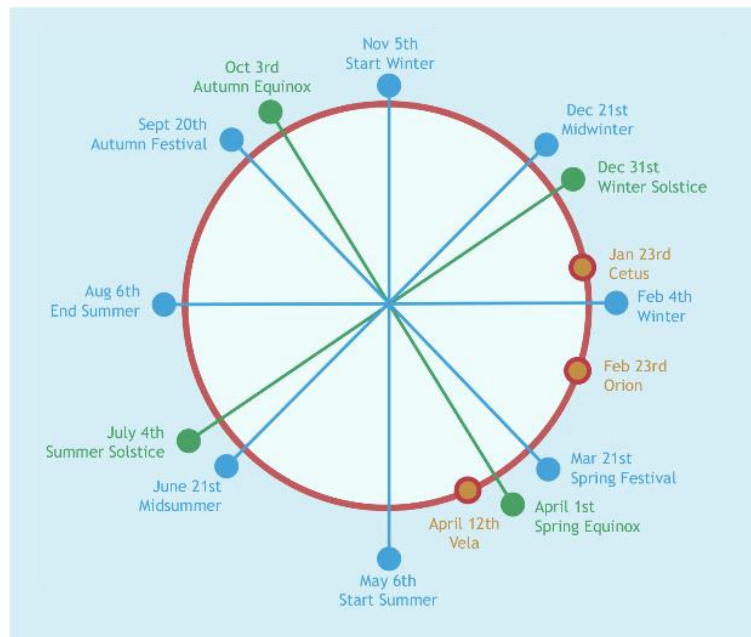 Nov 5th
Start Winter
Oct 3rd
Autumn Equinox
Dec 21st
Midwinter
Sept 20th
Autumn Festival
Dec 31st
Winter Solstice
Jan 23rd
Cetus
Aug 6th
End Summer
Feb 4th
Winter
Feb 23rd
Orion
July 4th
Summer Solstice
Mar 21st
Spring Festival
June 21st
Midsummer
April 1st
Spring Equinox
April 12th
Vela
May 6th
Start Summer